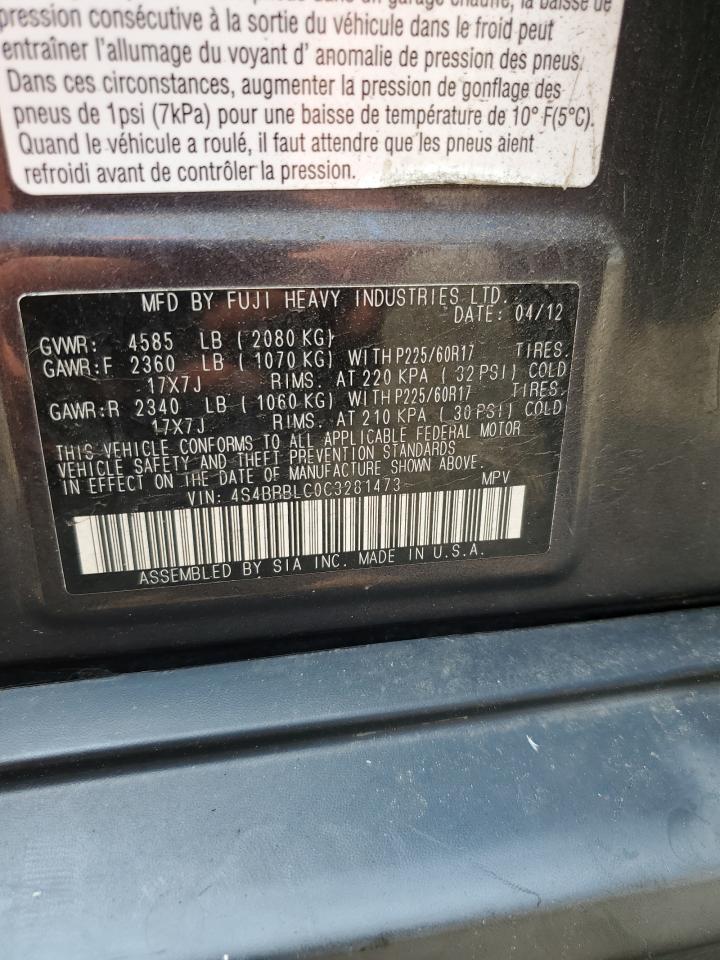 pression consécutive à la sortie du véhicule dans le froid peut
entraîner l'allumage du voyant d' anomalie de pression des pneus.
Dans ces circonstances, augmenter la pression de gonflage des
pneus de 1psi (7kPa) pour une baisse de température de 10° F(5°C).
Quand le véhicule a roulé, il faut attendre que les pneus aient
refroidi avant de contrôler la pression.
MFD BY FUJI HEAVY INDUSTRIES LTD.
DATE: 04/12
GVWR: 4585 LB (2080 KG)
GAWR:F 2360 LB (1070 KG) WITH P225/60R17 TIRES.
17X7J RIMS. AT 220 KPA (32 PSI) COLD
GAWR:R 2340 LB (1060 KG) WITH P225/60R17 TIRES.
17X7J RIMS. AT 210 KPA (30 PSI) COLD
THIS VEHICLE CONFORMS TO ALL APPLICABLE FEDERAL MOTOR
VEHICLE SAFETY AND THEFT PREVENTION STANDARDS
IN EFFECT ON THE DATE OF MANUFACTURE SHOWN ABOVE.
VIN: 4S4BRBLC0C3281473 MPV
ASSEMBLED BY SIA INC. MADE IN U.S.A.